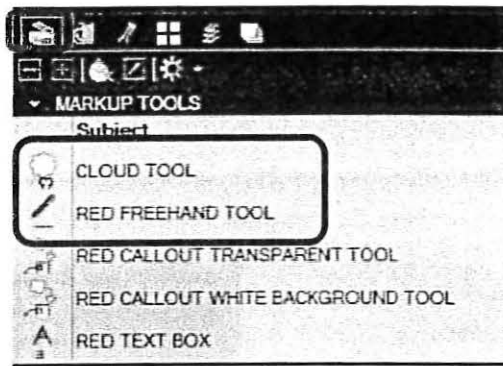 MARKUP TOOLS
Subject
CLOUD TOOL
RED FREEHAND TOOL
RED CALLOUT TRANSPARENT TOOL
RED CALLOUT WHITE BACKGROUND TOOL
RED TEXT BOX